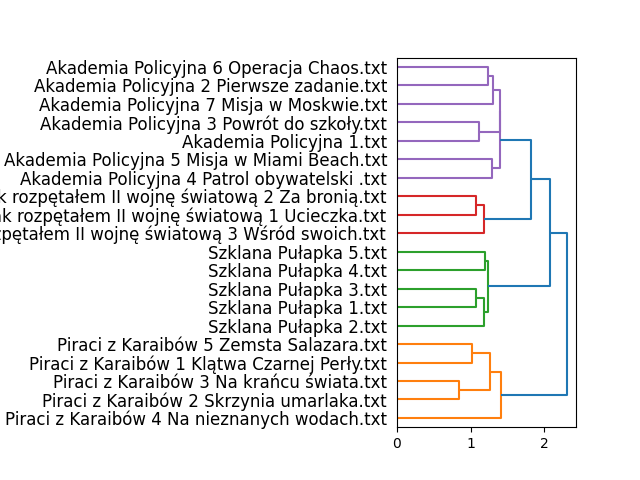 Akademia Policyjna 6 Operacja Chaos.txt
Akademia Policyjna 2 Pierwsze zadanie.txt
Akademia Policyjna 7 Misja w Moskwie.txt
Akademia Policyjna 3 Powrót do szkoły.txt
Akademia Policyjna 1.txt
Akademia Policyjna 5 Misja w Miami Beach.txt
Akademia Policyjna 4 Patrol obywatelski .txt
k rozpętałem II wojnę światową 2 Za bronią.txt
ak rozpętałem II wojnę światową 1 Ucieczka.txt
pętałem II wojnę światową 3 Wśród swoich.txt
Szklana Pułapka 5.txt
Szklana Pułapka 4.txt
Szklana Pułapka 3.txt
Szklana Pułapka 1.txt
Szklana Pułapka 2.txt
Piraci z Karaibów 5 Zemsta Salazara.txt
Piraci z Karaibów 1 Klątwa Czarnej Perły.txt
Piraci z Karaibów 3 Na krańcu świata.txt
Piraci z Karaibów 2 Skrzynia umarlaka.txt
Piraci z Karaibów 4 Na nieznanych wodach.txt
0 1 2